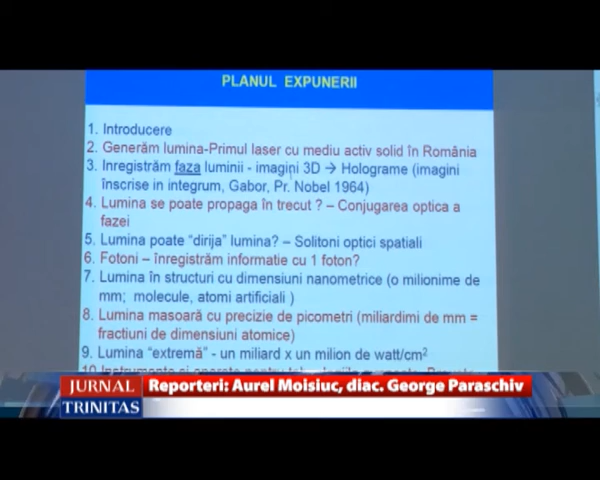 PLANUL EXPUNERII
1. Introducere
2. Generăm lumina-Primul laser cu mediu activ solid în România
3. Inregistrăm faza luminii - imagini 3D → Holograme (imagini
înscrise in integrum, Gabor, Pr. Nobel 1964)
4. Lumina se poate propaga în trecut ? – Conjugarea optica a
fazei
5. Lumina poate “dirija” lumina? – Solitoni optici spatiali
6. Fotoni – înregistrăm informatie cu 1 foton?
7. Lumina în structuri cu dimensiuni nanometrice (o milionime de
mm; molecule, atomi artificiali )
8. Lumina masoară cu precizie de picometri (miliardimi de mm =
fractiuni de dimensiuni atomice)
9. Lumina “extremă” - un miliard x un milion de watt/cm²
JURNAL
TRINITAS
Reporteri: Aurel Moisiuc, diac. George Paraschiv